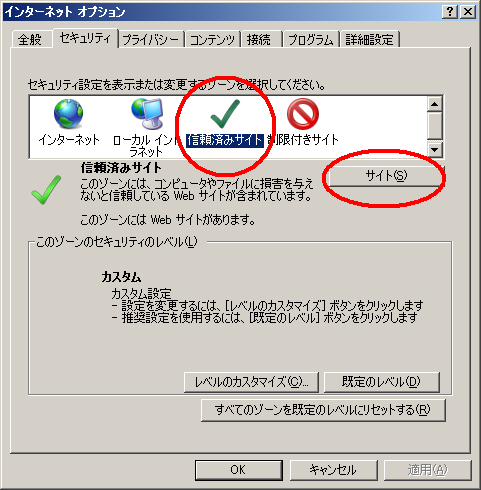 インターネット オプション
全般 セキュリティ プライバシー コンテンツ 接続 プログラム 詳細設定
セキュリティ設定を表示または変更するゾーンを選択してください。
インターネット ローカル イントラネット 信頼済みサイト 制限付きサイト
信頼済みサイト
サイト(S)
このゾーンには、コンピュータやファイルに損害を与え
ないと信頼している Web サイトが含まれています。
このゾーンには Web サイトがあります。
このゾーンのセキュリティのレベル(L)
カスタム
カスタム設定
- 設定を変更するには、[レベルのカスタマイズ] ボタンをクリックします
- 推奨設定を使用するには、[既定のレベル] ボタンをクリックします
レベルのカスタマイズ(C)... 既定のレベル(D)
すべてのゾーンを既定のレベルにリセットする(R)
OK キャンセル 適用(A)